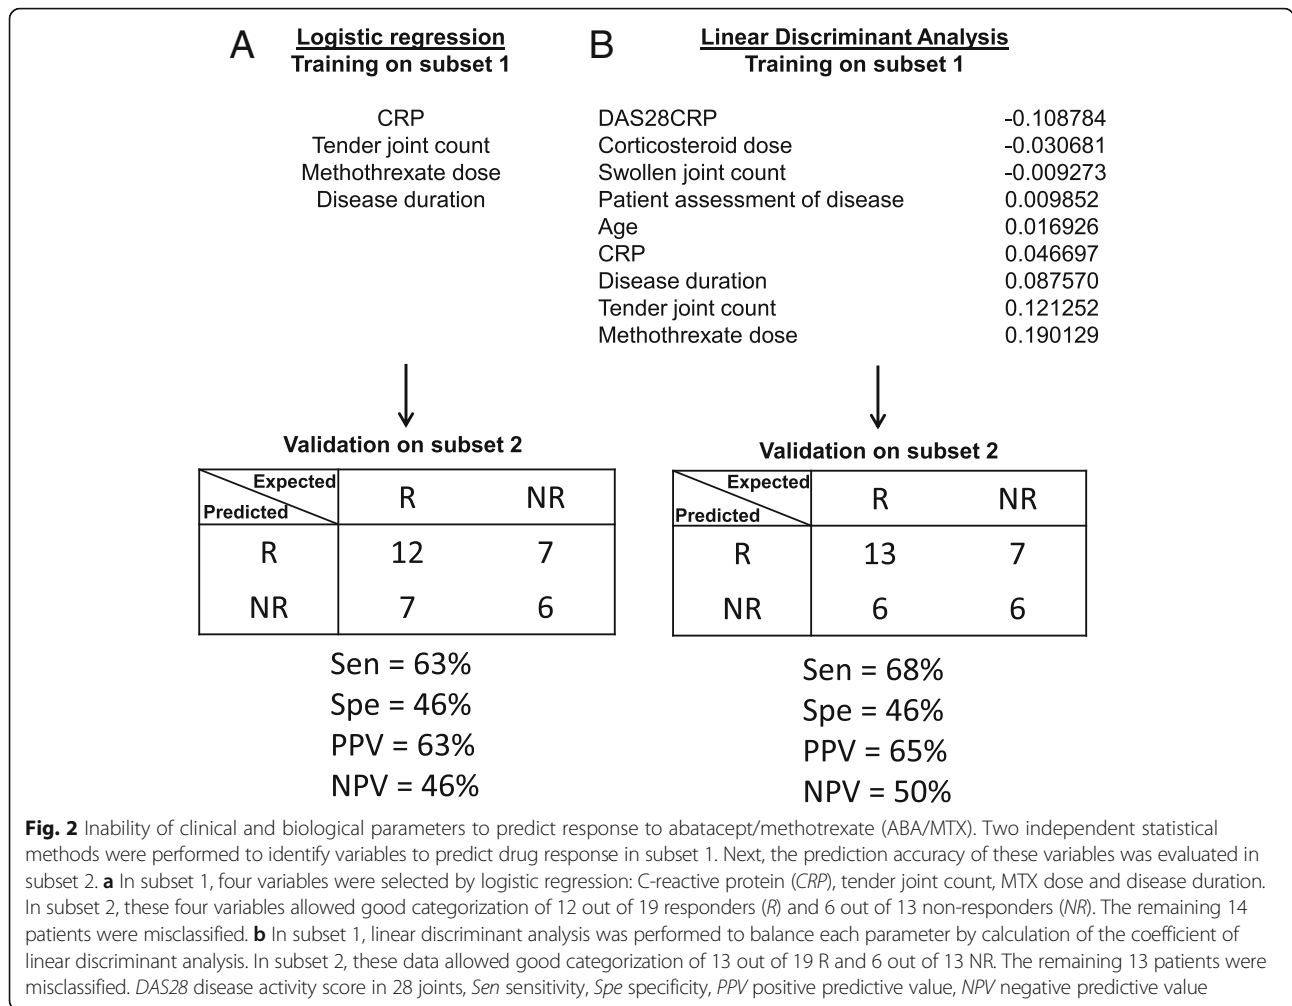 A
Logistic regression
Training on subset 1
CRP
Tender joint count
Methothrexate dose
Disease duration
Validation on subset 2
Expected
Predicted
R NR
R 12 7
NR 7 6
Sen = 63%
Spe = 46%
PPV = 63%
NPV = 46%
B
Linear Discriminant Analysis
Training on subset 1
DAS28CRP -0.108784
Corticosteroid dose -0.030681
Swollen joint count -0.009273
Patient assessment of disease 0.009852
Age 0.016926
CRP 0.046697
Disease duration 0.087570
Tender joint count 0.121252
Methothrexate dose 0.190129
Validation on subset 2
Expected
Predicted
R NR
R 13 7
NR 6 6
Sen = 68%
Spe = 46%
PPV = 65%
NPV = 50%
Fig. 2 Inability of clinical and biological parameters to predict response to abatacept/methotrexate (ABA/MTX). Two independent statistical
methods were performed to identify variables to predict drug response in subset 1. Next, the prediction accuracy of these variables was evaluated in
subset 2. a In subset 1, four variables were selected by logistic regression: C-reactive protein (CRP), tender joint count, MTX dose and disease duration.
In subset 2, these four variables allowed good categorization of 12 out of 19 responders (R) and 6 out of 13 non-responders (NR). The remaining 14
patients were misclassified. b In subset 1, linear discriminant analysis was performed to balance each parameter by calculation of the coefficient of
linear discriminant analysis. In subset 2, these data allowed good categorization of 13 out of 19 R and 6 out of 13 NR. The remaining 13 patients were
misclassified. DAS28 disease activity score in 28 joints, Sen sensitivity, Spe specificity, PPV positive predictive value, NPV negative predictive value